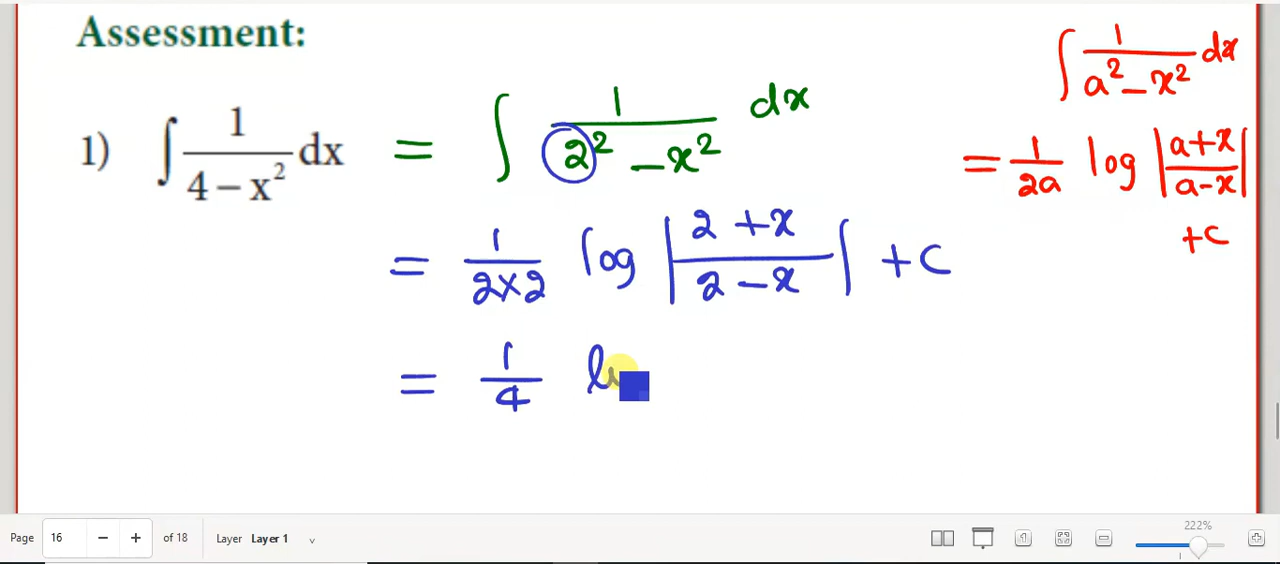 Assessment:
∫ 1/(a² − x²) dx
= 1/2a log |a+x/a-x|
+c
1) ∫ 1/(4 − x²) dx = ∫ 1/(2² − x²) dx
= 1/(2×2) log |2+x/2−x| + c
= 1/4
Page 16 − + of 18 Layer Layer 1 222%